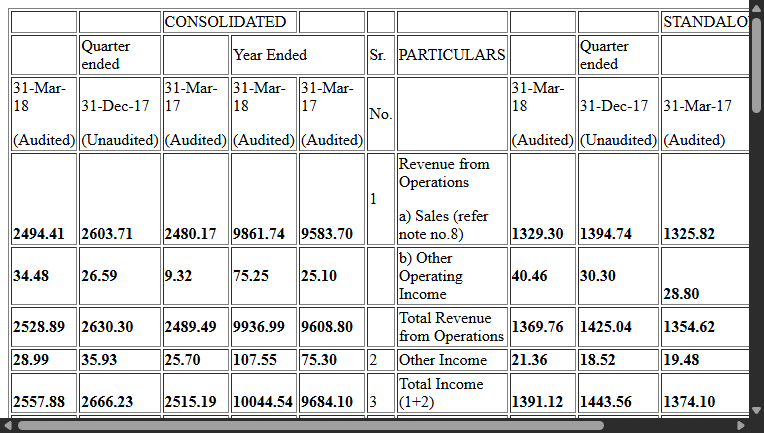 CONSOLIDATED STANDALO
Quarter ended Year Ended Sr. PARTICULARS Quarter ended
31-Mar-18 31-Dec-17 31-Mar-17 31-Mar-18 31-Mar-17 No. 31-Mar-18 31-Dec-17 31-Mar-17
(Audited) (Unaudited) (Audited) (Audited) (Audited) (Audited) (Unaudited) (Audited)
1 Revenue from Operations
2494.41 2603.71 2480.17 9861.74 9583.70 a) Sales (refer note no.8) 1329.30 1394.74 1325.82
34.48 26.59 9.32 75.25 25.10 b) Other Operating Income 40.46 30.30 28.80
2528.89 2630.30 2489.49 9936.99 9608.80 Total Revenue from Operations 1369.76 1425.04 1354.62
28.99 35.93 25.70 107.55 75.30 2 Other Income 21.36 18.52 19.48
2557.88 2666.23 2515.19 10044.54 9684.10 3 Total Income (1+2) 1391.12 1443.56 1374.10